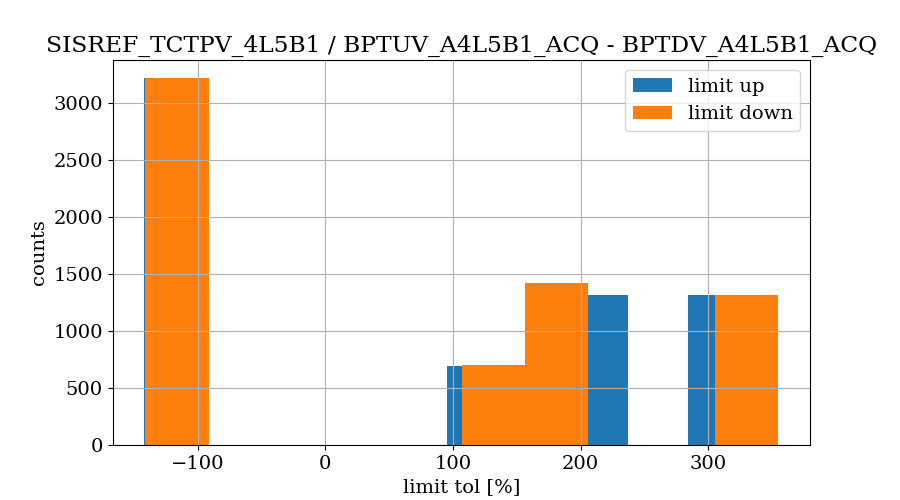 SISREF_TCTPV_4L5B1 / BPTUV_A4L5B1_ACQ - BPTDV_A4L5B1_ACQ
limit up
limit down
3000
2500
2000
1500
1000
500
0
counts
−100
0
100
200
300
limit tol [%]